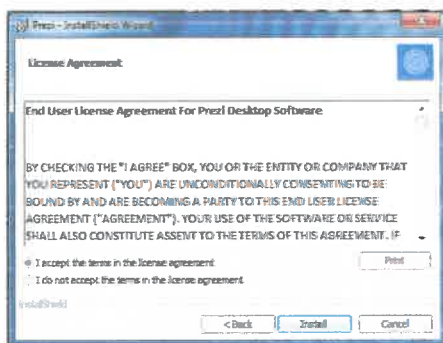 Prezi - InstallShield Wizard
License Agreement
End User License Agreement For Prezi Desktop Software
BY CHECKING THE "I AGREE" BOX, YOU OR THE ENTITY OR COMPANY THAT
YOU REPRESENT ("YOU") ARE UNCONDITIONALLY CONSENTING TO BE
BOUND BY AND ARE BECOMING A PARTY TO THIS END USER LICENSE
AGREEMENT ("AGREEMENT"). YOUR USE OF THE SOFTWARE OR SERVICE
SHALL ALSO CONSTITUTE ASSENT TO THE TERMS OF THIS AGREEMENT. IF
I accept the terms in the license agreement
Print
I do not accept the terms in the license agreement
InstallShield
< Back
Install
Cancel